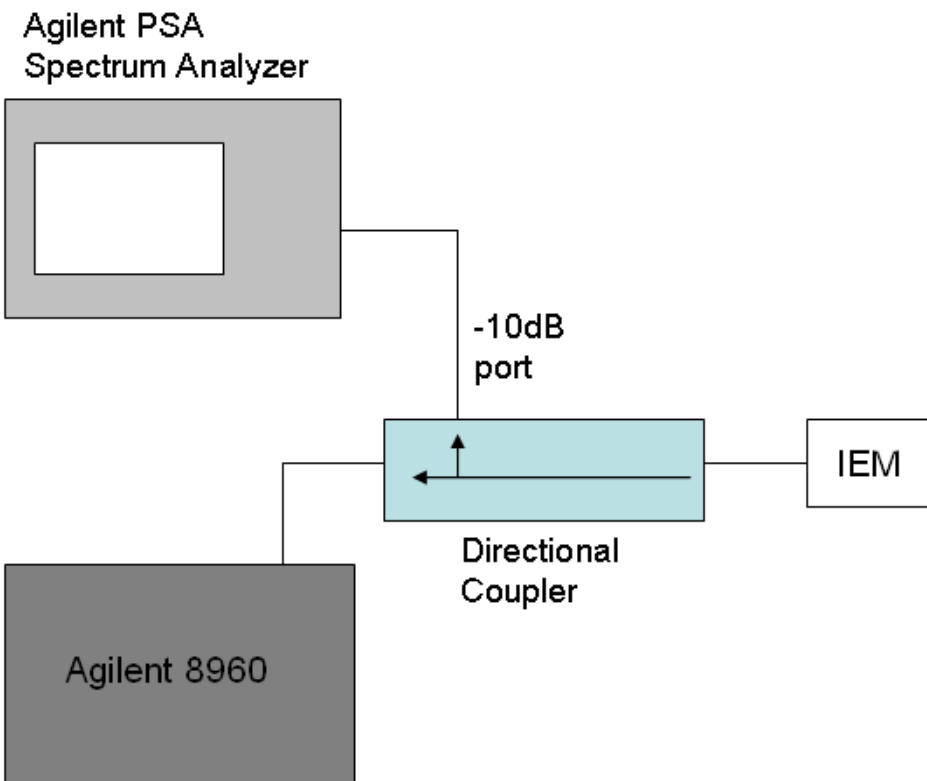 Agilent PSA
Spectrum Analyzer
-10dB
port
IEM
Directional
Coupler
Agilent 8960